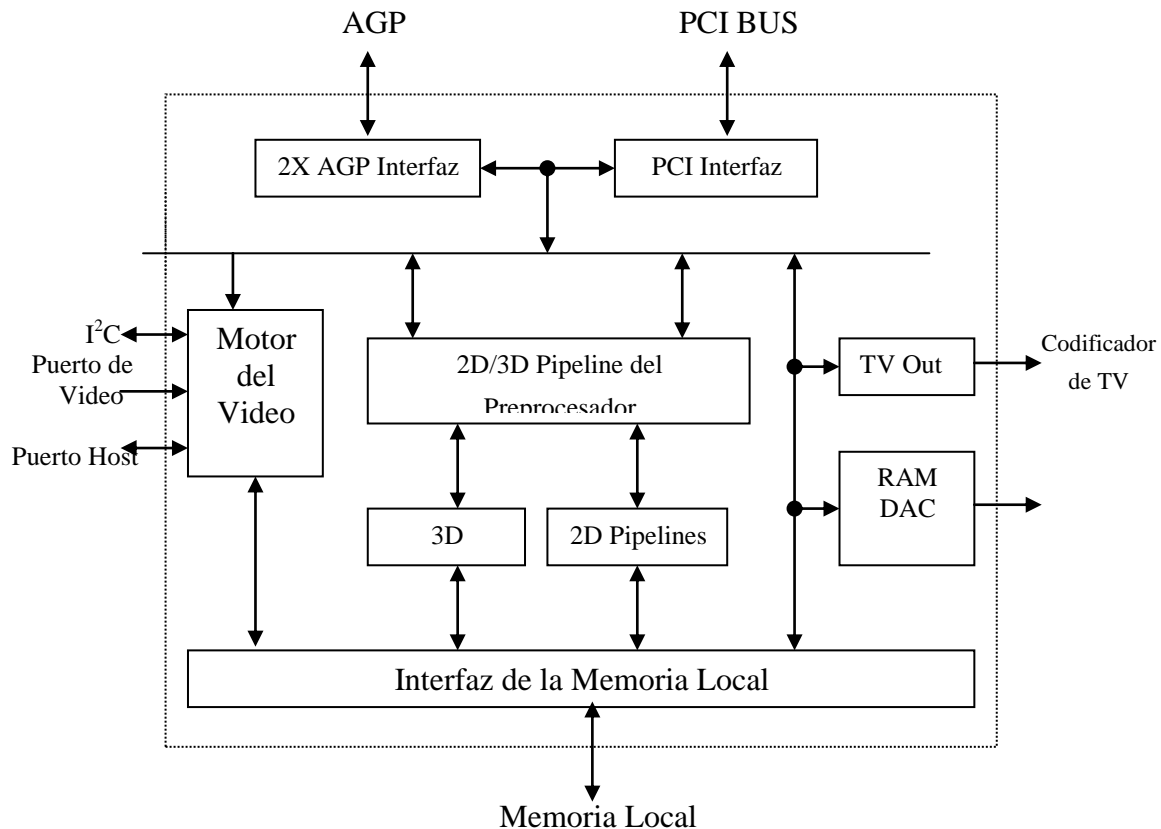 AGP
PCI BUS
2X AGP Interfaz
PCI Interfaz
I²C
Puerto de
Video
Puerto Host
Motor
del
Video
2D/3D Pipeline del
Preprocesador
TV Out
Codificador
de TV
RAM
DAC
3D
2D Pipelines
Interfaz de la Memoria Local
Memoria Local